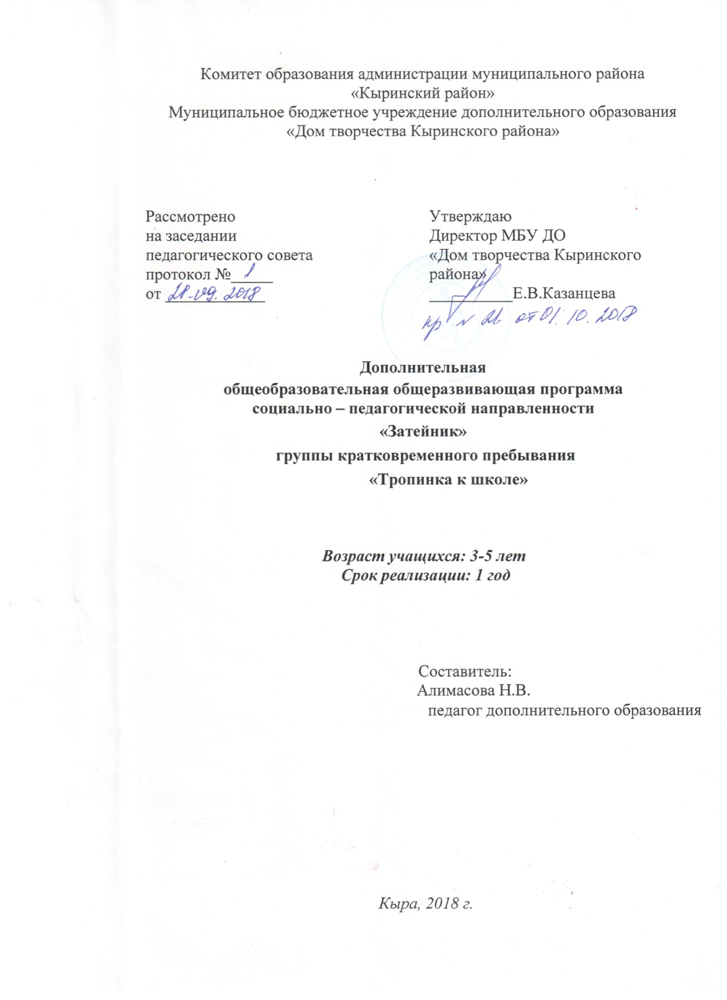 Комитет образования администрации муниципального района
«Кыринский район»
Муниципальное бюджетное учреждение дополнительного образования
«Дом творчества Кыринского района»
Рассмотрено
на заседании
педагогического совета
протокол № 1
от 28.09.2018
Утверждаю
Директор МБУ ДО
«Дом творчества Кыринского
района»
Е.В.Казанцева
пр № 26 от 01.10.2018
Дополнительная
общеобразовательная общеразвивающая программа
социально – педагогической направленности
«Затейник»
группы кратковременного пребывания
«Тропинка к школе»
Возраст учащихся: 3-5 лет
Срок реализации: 1 год
Составитель:
Алимасова Н.В.
педагог дополнительного образования
Кыра, 2018 г.